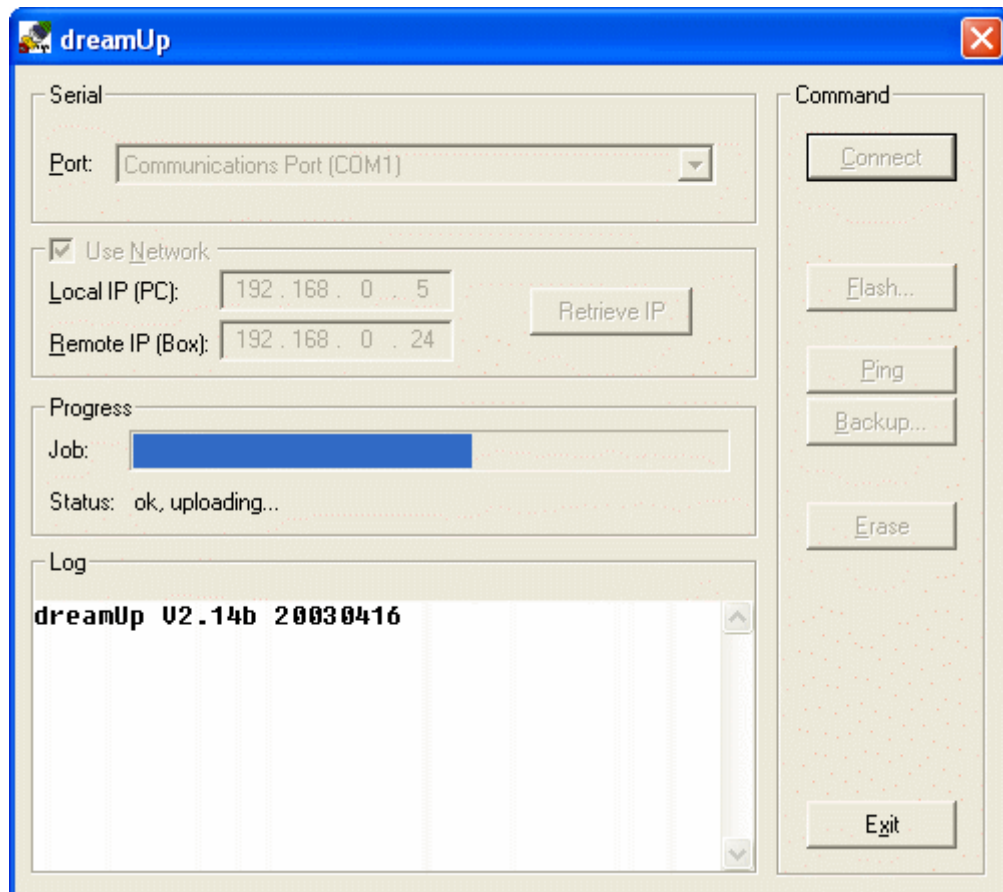 dreamUp
Serial
Port: Communications Port (COM1)
Use Network
Local IP (PC): 192 . 168 . 0 . 5
Remote IP (Box): 192 . 168 . 0 . 24
Retrieve IP
Progress
Job:
Status: ok, uploading...
Log
dreamUp V2.14b 20030416
Command
Connect
Flash...
Ping
Backup...
Erase
Exit